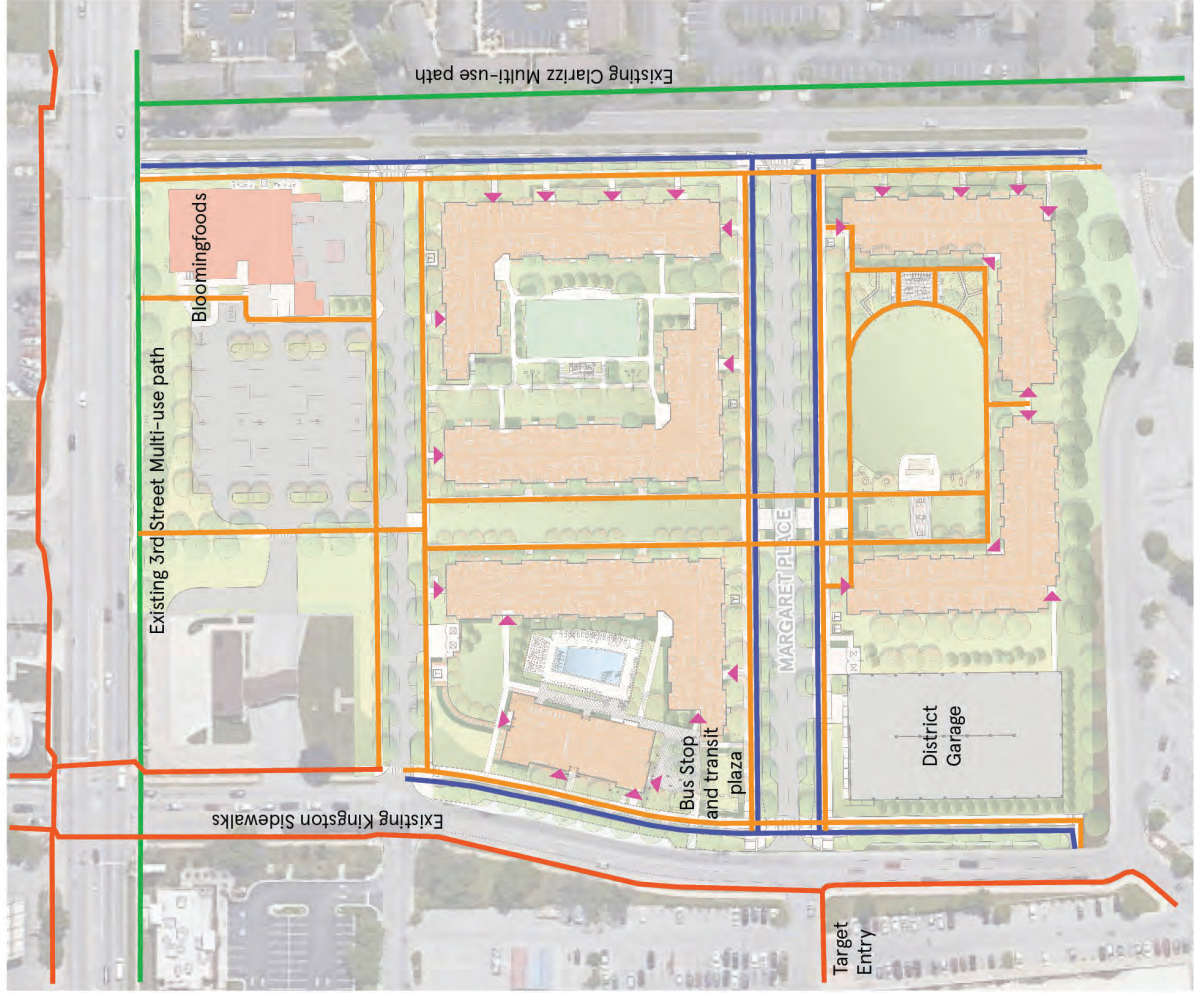 Existing Clarizz Multi-use path
Bloomingfoods
Existing 3rd Street Multi-use path
MARGARET PLACE
Existing Kingston Sidewalks
Bus Stop
and transit
plaza
District
Garage
Target
Entry